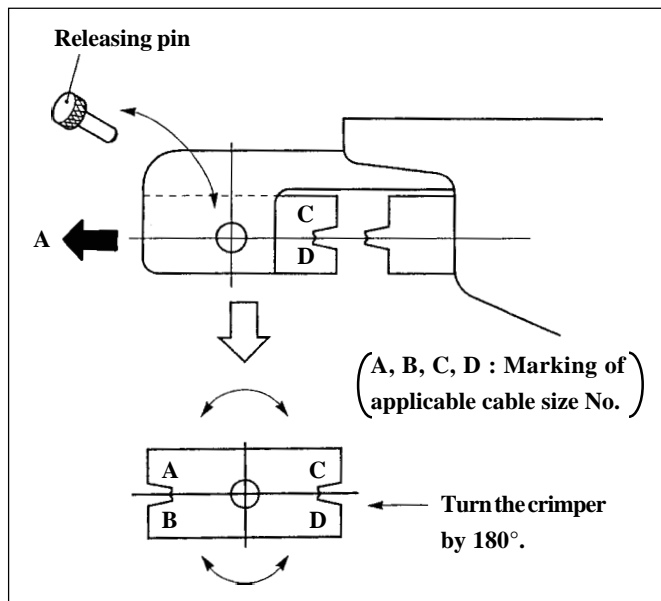 Releasing pin
C
A
D
A, B, C, D : Marking of
applicable cable size No.
A C
B D
Turn the crimper
by 180°.